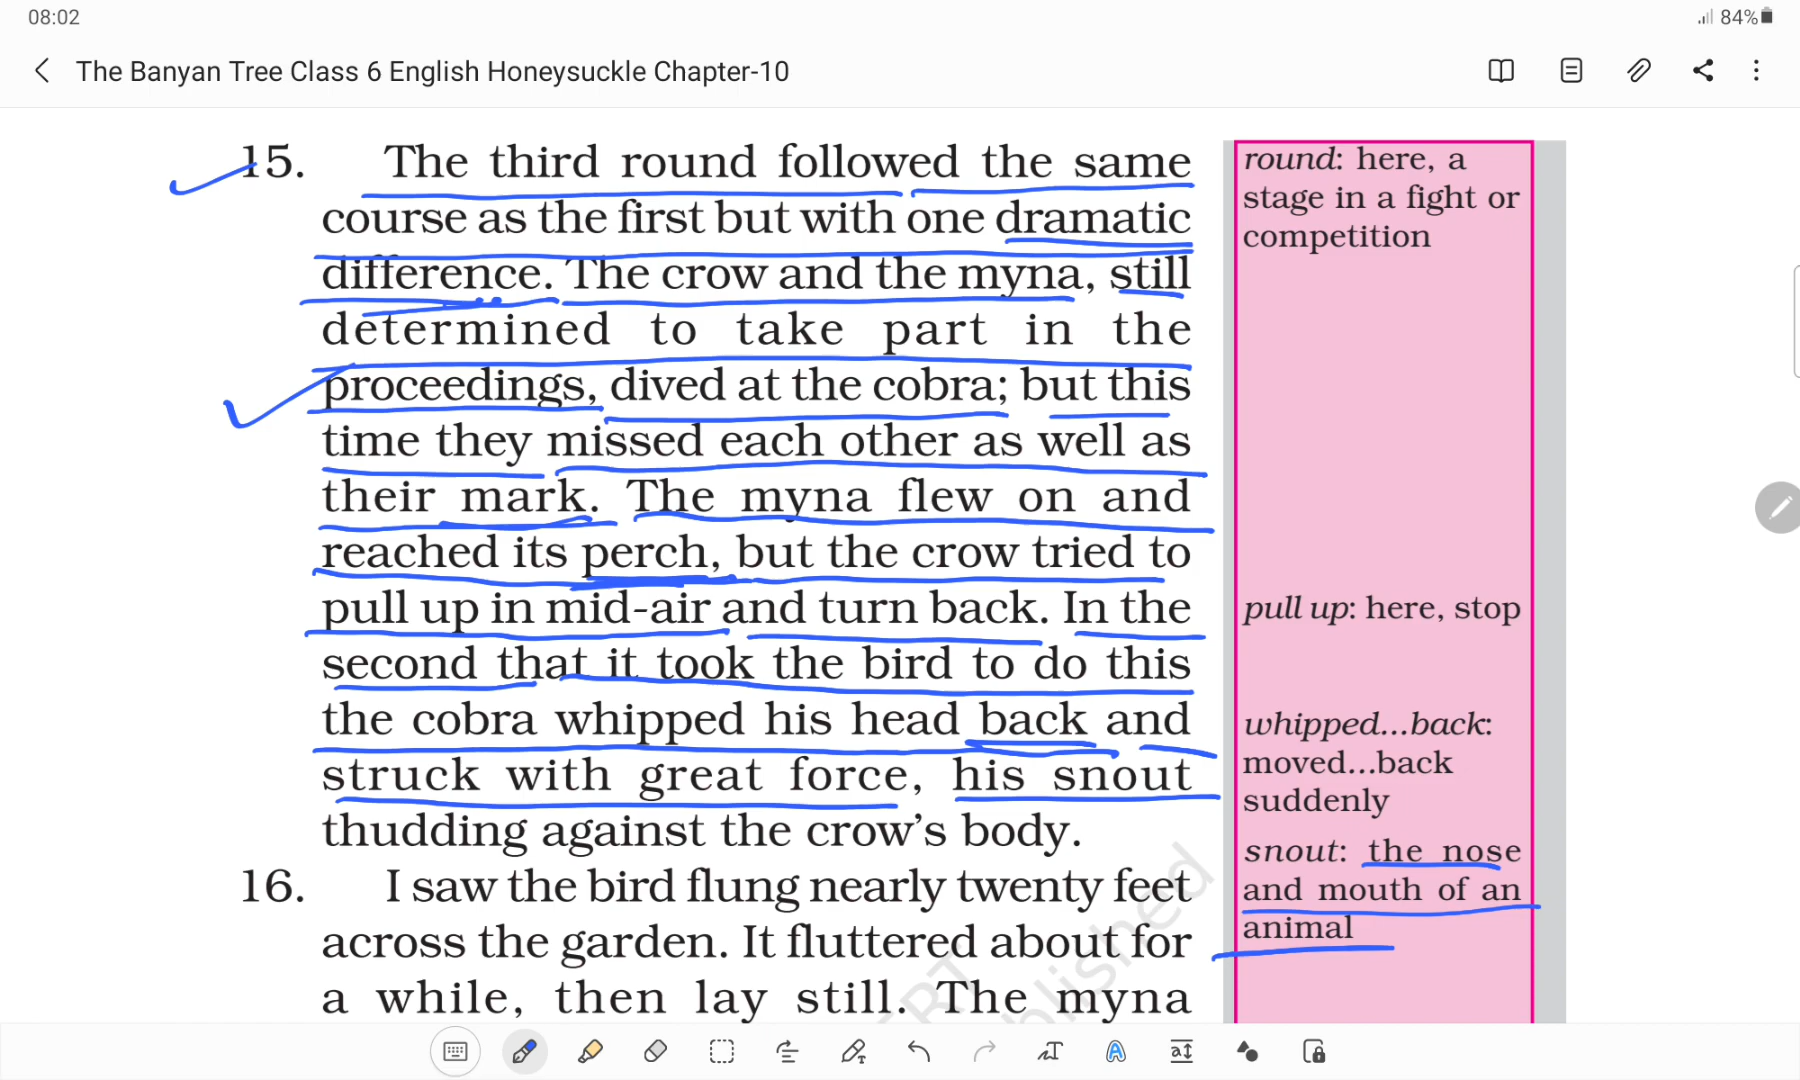 08:02
84%
The Banyan Tree Class 6 English Honeysuckle Chapter-10
15. The third round followed the same
course as the first but with one dramatic
difference. The crow and the myna, still
determined to take part in the
proceedings, dived at the cobra; but this
time they missed each other as well as
their mark. The myna flew on and
reached its perch, but the crow tried to
pull up in mid-air and turn back. In the
second that it took the bird to do this
the cobra whipped his head back and
struck with great force, his snout
thudding against the crow's body.
16. I saw the bird flung nearly twenty feet
across the garden. It fluttered about for
a while, then lay still. The myna
round: here, a
stage in a fight or
competition
pull up: here, stop
whipped...back:
moved...back
suddenly
snout: the nose
and mouth of an
animal